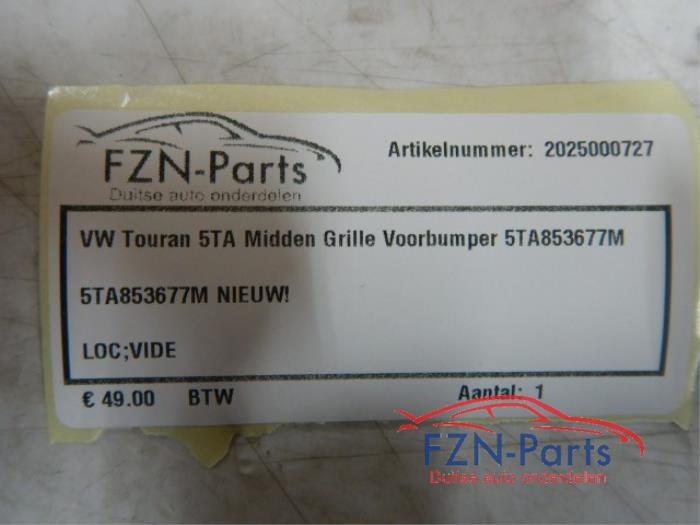 FZN-Parts
Duitse auto onderdelen
Artikelnummer: 2025000727
VW Touran 5TA Midden Grille Voorbumper 5TA853677M
5TA853677M NIEUW!
LOC;VIDE
€ 49.00 BTW Aantal: 1
FZN-Parts
Duitse auto onderdelen